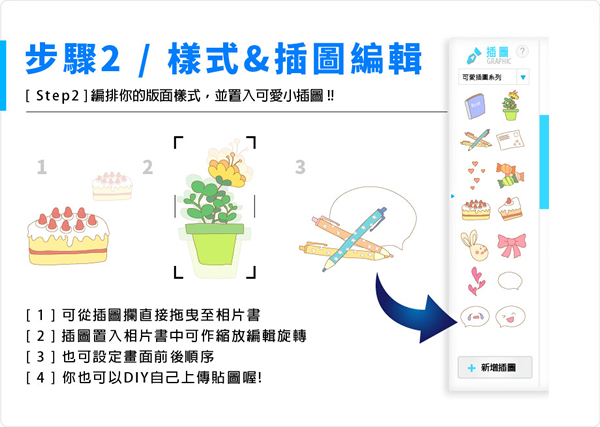 步驟2 / 樣式&插圖編輯
[ Step2 ]編排你的版面樣式，並置入可愛小插圖!!
1
2
3
[ 1 ] 可從插圖攔直接拖曳至相片書
[ 2 ] 插圖置入相片書中可作縮放編輯旋轉
[ 3 ] 也可設定畫面前後順序
[ 4 ] 你也可以DIY自己上傳貼圖喔!
插圖 ?
GRAPHIC
可愛插圖系列
+ 新增插圖